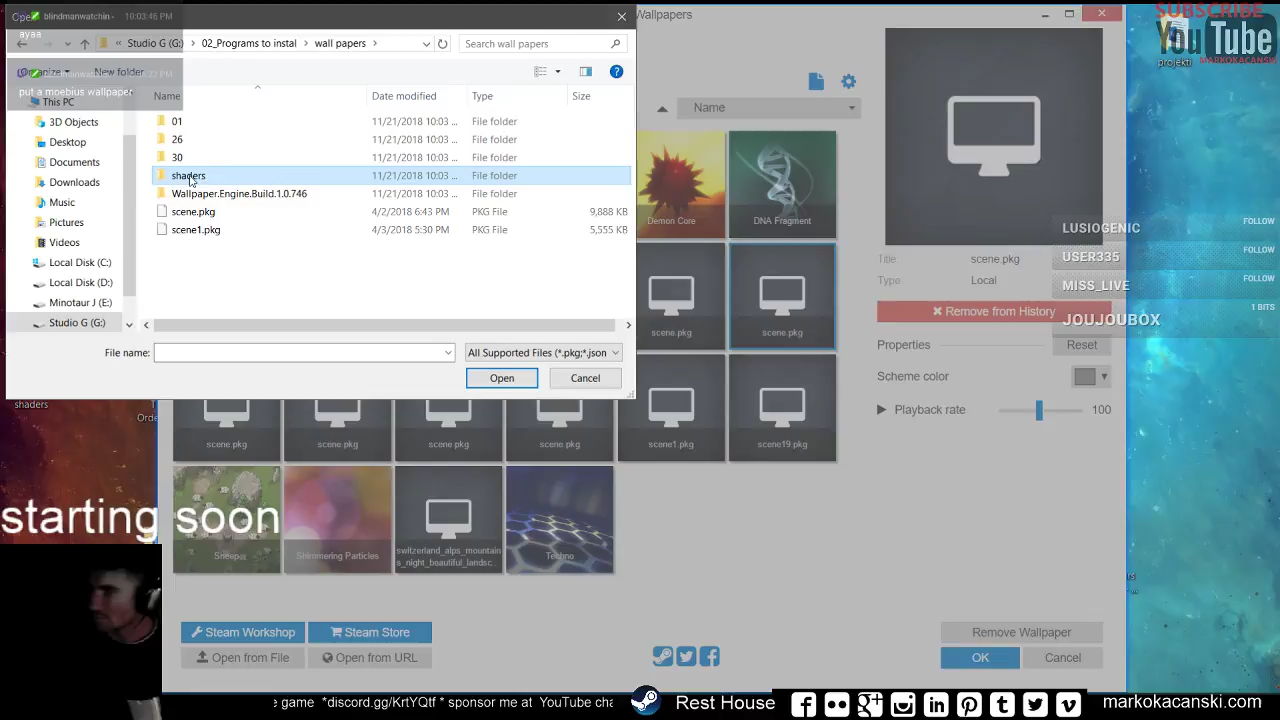 Ope
blindmanwatchin -
10:03:46 PM
ayaa
put a moebius wallpaper
Wallpapers
SUBSCRIBE
YouTube
MARKOKACANSKI
projekti
Studio G (G:) > 02_Programs to instal > wall papers >
Search wall papers
Organize
New folder
Name
Date modified
Type
Size
This PC
3D Objects
Desktop
Documents
Downloads
Music
Pictures
Videos
Local Disk (C:)
Local Disk (D:)
Minotaur J (E:)
Studio G (G:)
01 11/21/2018 10:03 ... File folder
26 11/21/2018 10:03 ... File folder
30 11/21/2018 10:03 ... File folder
shaders 11/21/2018 10:03 ... File folder
Wallpaper.Engine.Build.1.0.746 11/21/2018 10:03 ... File folder
scene.pkg 4/2/2018 6:43 PM PKG File 9,888 KB
scene1.pkg 4/3/2018 5:30 PM PKG File 5,555 KB
File name:
All Supported Files (*.pkg;*.json
Open
Cancel
Name
Demon Core
DNA Fragment
scene.pkg
scene.pkg
scene.pkg
scene.pkg
scene.pkg
scene.pkg
scene1.pkg
scene19.pkg
Sheep
Shimmering Particles
switzerland_alps_mountain
s_night_beautiful_landsc
Techno
Title scene.pkg
Type Local
Remove from History
Properties
Reset
Scheme color
Playback rate
100
LUSIOGENIC FOLLOW
USER335 FOLLOW
MISS_LIVE FOLLOW
JOUJOUBOX 1 BITS
shaders
Orde
starting soon
Steam Workshop
Steam Store
Open from File
Open from URL
Remove Wallpaper
OK
Cancel
e game *discord.gg/KrtYQtf * sponsor me at YouTube cha
Rest House
markokacanski.com